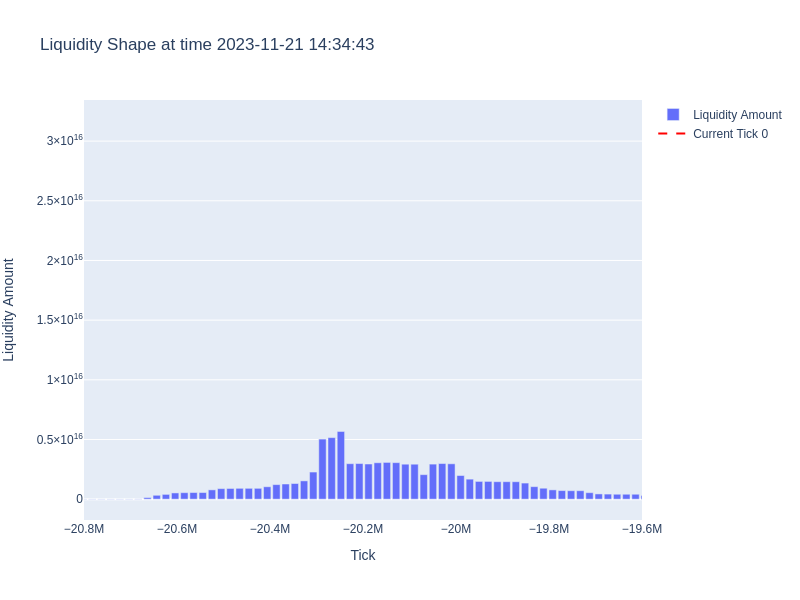 Liquidity Shape at time 2023-11-21 14:34:43
Liquidity Amount
Current Tick 0
3×10¹⁶
2.5×10¹⁶
2×10¹⁶
1.5×10¹⁶
1×10¹⁶
0.5×10¹⁶
0
Liquidity Amount
−20.8M −20.6M −20.4M −20.2M −20M −19.8M −19.6M
Tick